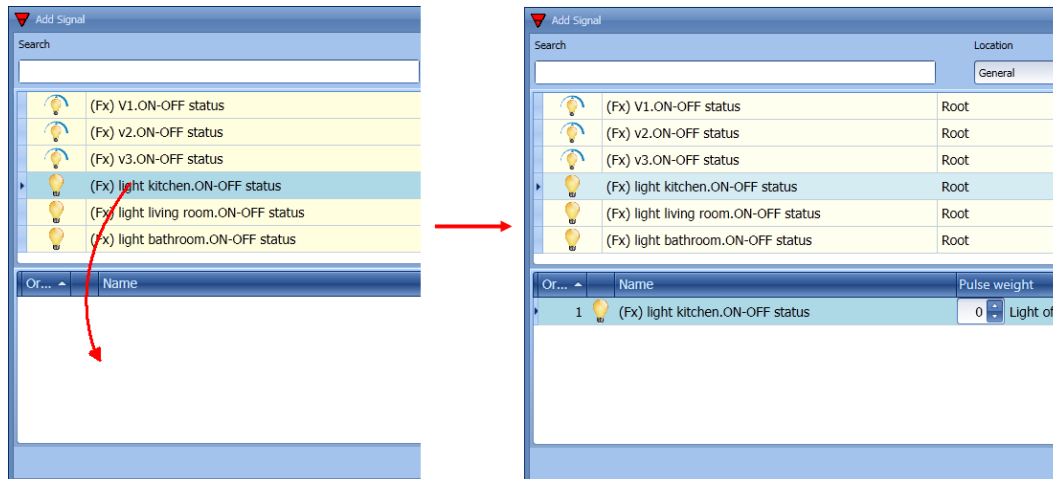 Add Signal
Search
(Fx) V1.ON-OFF status
(Fx) v2.ON-OFF status
(Fx) v3.ON-OFF status
(Fx) light kitchen.ON-OFF status
(Fx) light living room.ON-OFF status
(Fx) light bathroom.ON-OFF status
Or... Name
Add Signal
Search Location
General
(Fx) V1.ON-OFF status Root
(Fx) v2.ON-OFF status Root
(Fx) v3.ON-OFF status Root
(Fx) light kitchen.ON-OFF status Root
(Fx) light living room.ON-OFF status Root
(Fx) light bathroom.ON-OFF status Root
Or... Name Pulse weight
1 (Fx) light kitchen.ON-OFF status 0 Light of